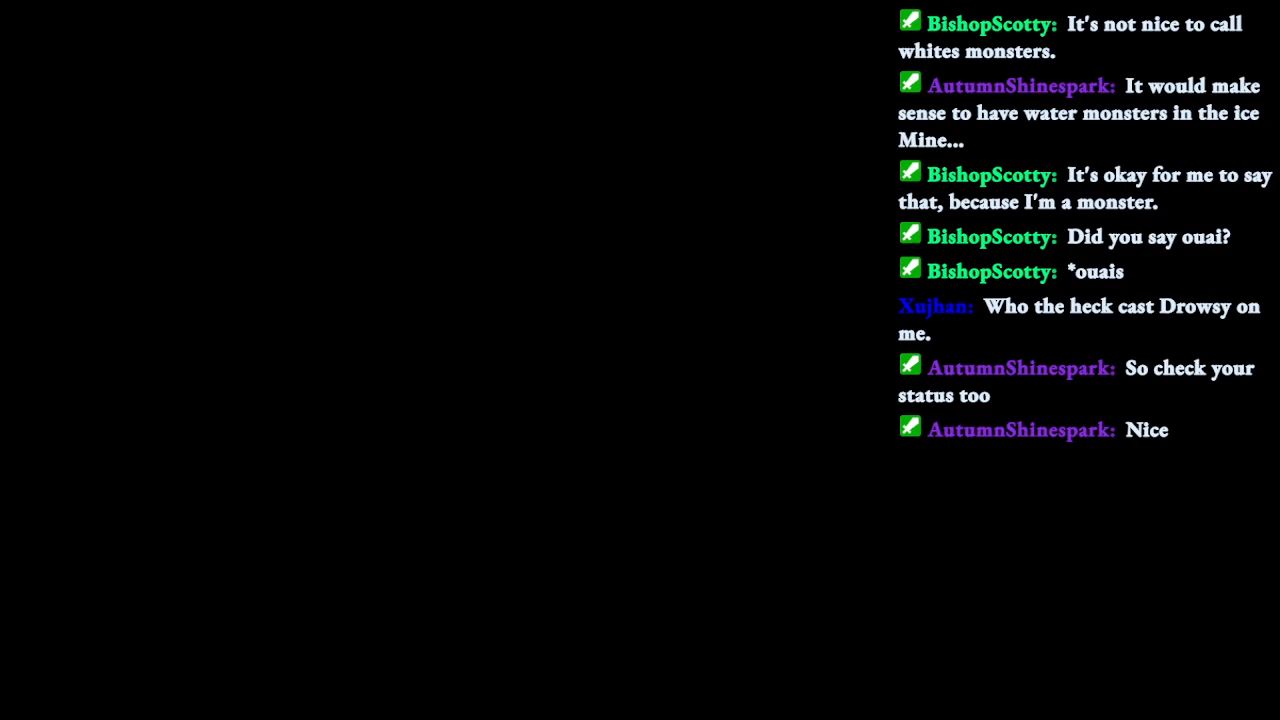 BishopScotty: It's not nice to call
whites monsters.
AutumnShinespark: It would make
sense to have water monsters in the ice
Mine...
BishopScotty: It's okay for me to say
that, because I'm a monster.
BishopScotty: Did you say ouai?
BishopScotty: *ouais
Xujhan: Who the heck cast Drowsy on
me.
AutumnShinespark: So check your
status too
AutumnShinespark: Nice